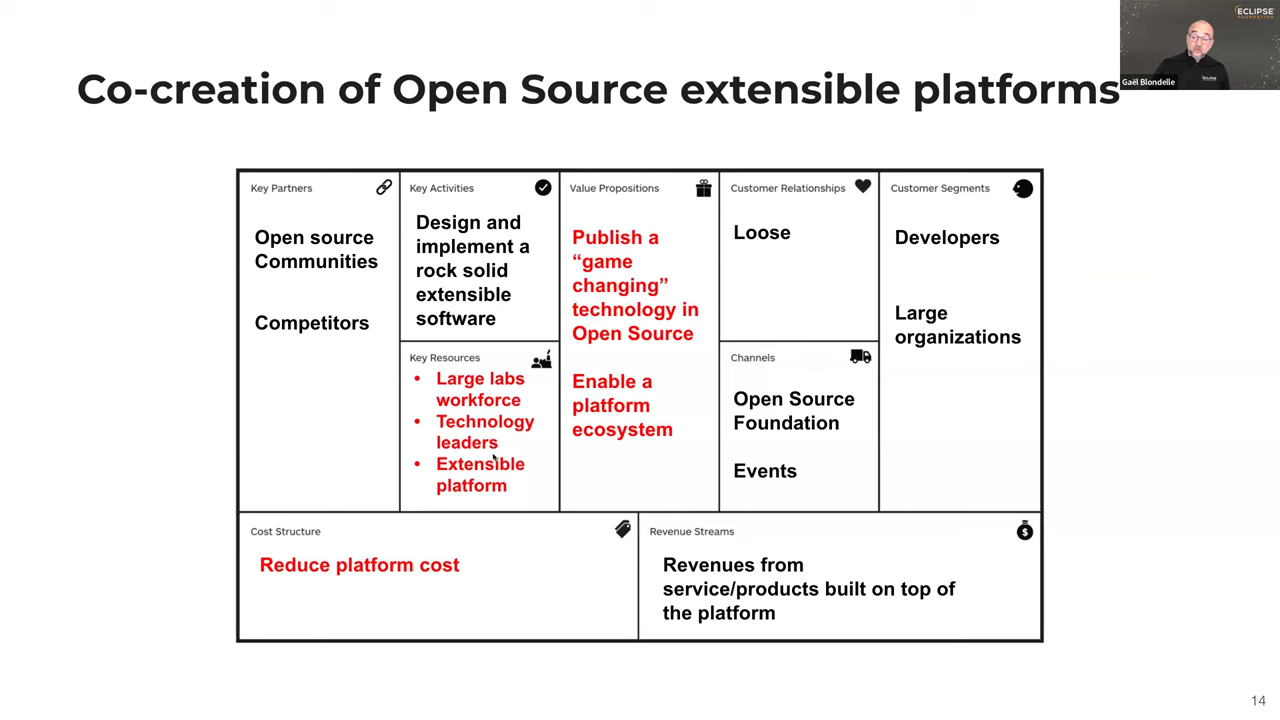 ECLIPSE
FOUNDATION
Gaël Blondelle
Co-creation of Open Source extensible platforms
Key Partners
Open source
Communities
Competitors
Key Activities
Design and
implement a
rock solid
extensible
software
Key Resources
• Large labs
workforce
• Technology
leaders
• Extensible
platform
Value Propositions
Publish a
“game
changing”
technology in
Open Source
Enable a
platform
ecosystem
Customer Relationships
Loose
Channels
Open Source
Foundation
Events
Customer Segments
Developers
Large
organizations
Cost Structure
Reduce platform cost
Revenue Streams
$
Revenues from
service/products built on top of
the platform
14